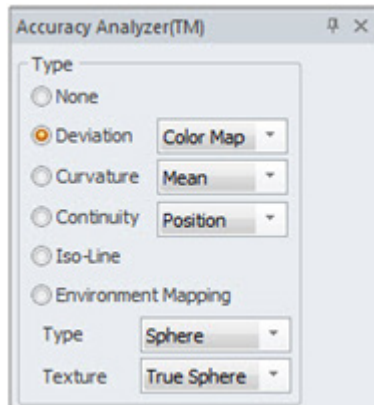 Accuracy Analyzer(TM)
Type
None
Deviation Color Map
Curvature Mean
Continuity Position
Iso-Line
Environment Mapping
Type Sphere
Texture True Sphere